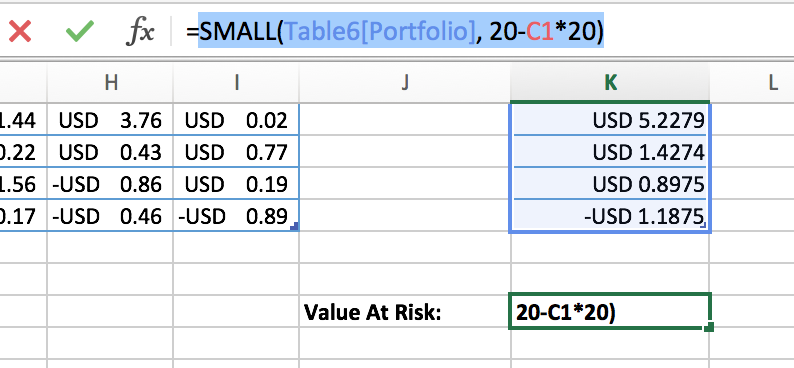 fx =SMALL(Table6[Portfolio], 20-C1*20)
H I J K L
1.44 USD 3.76 USD 0.02 USD 5.2279
0.22 USD 0.43 USD 0.77 USD 1.4274
1.56 -USD 0.86 USD 0.19 USD 0.8975
0.17 -USD 0.46 -USD 0.89 -USD 1.1875
Value At Risk: 20-C1*20)